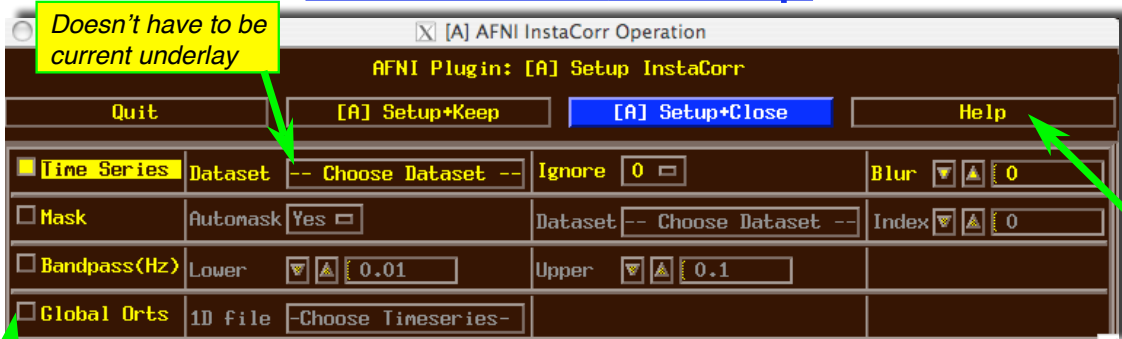 Doesn't have to be
current underlay
[A] AFNI InstaCorr Operation
AFNI Plugin: [A] Setup InstaCorr
Quit [A] Setup+Keep [A] Setup+Close Help
Time Series Dataset -- Choose Dataset -- Ignore 0 Blur 0
Mask Automask Yes Dataset -- Choose Dataset -- Index 0
Bandpass(Hz) Lower 0.01 Upper 0.1
Global Orts 1D file -Choose Timeseries-